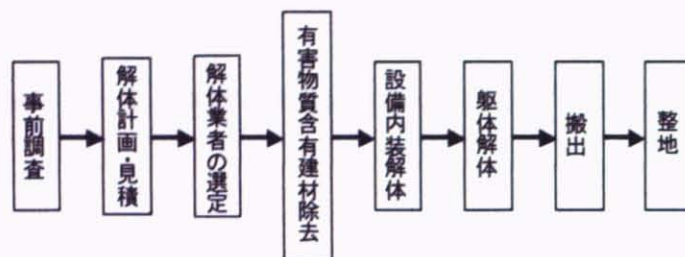 事前調査
解体計画・見積
解体業者の選定
有害物質含有建材除去
設備内装解体
躯体解体
搬出
整地